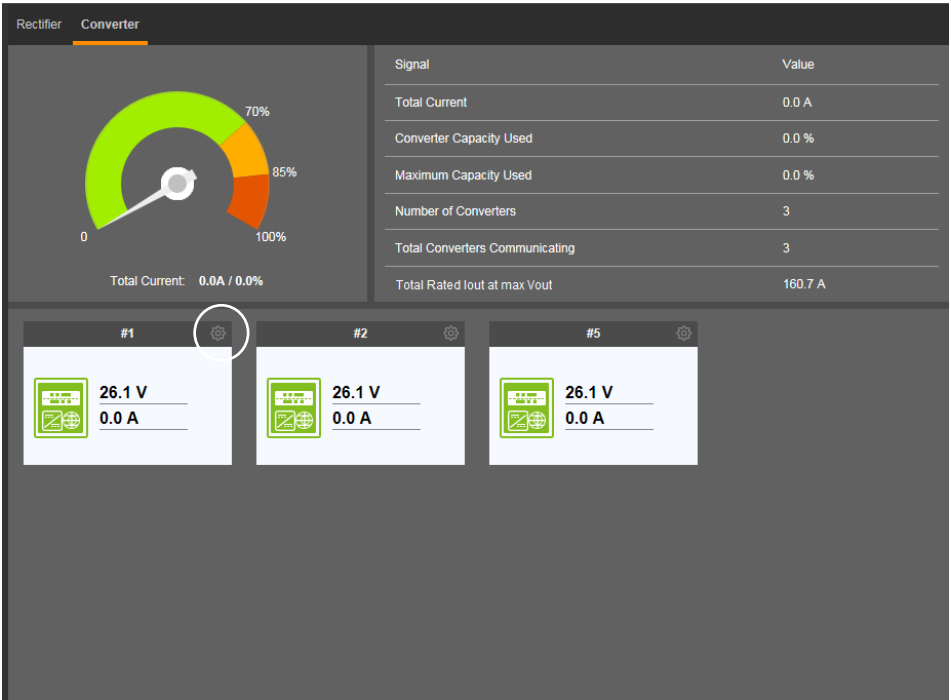 Rectifier Converter
70%
85%
0
100%
Total Current: 0.0A / 0.0%
Signal Value
Total Current 0.0 A
Converter Capacity Used 0.0 %
Maximum Capacity Used 0.0 %
Number of Converters 3
Total Converters Communicating 3
Total Rated Iout at max Vout 160.7 A
#1
26.1 V
0.0 A
#2
26.1 V
0.0 A
#5
26.1 V
0.0 A